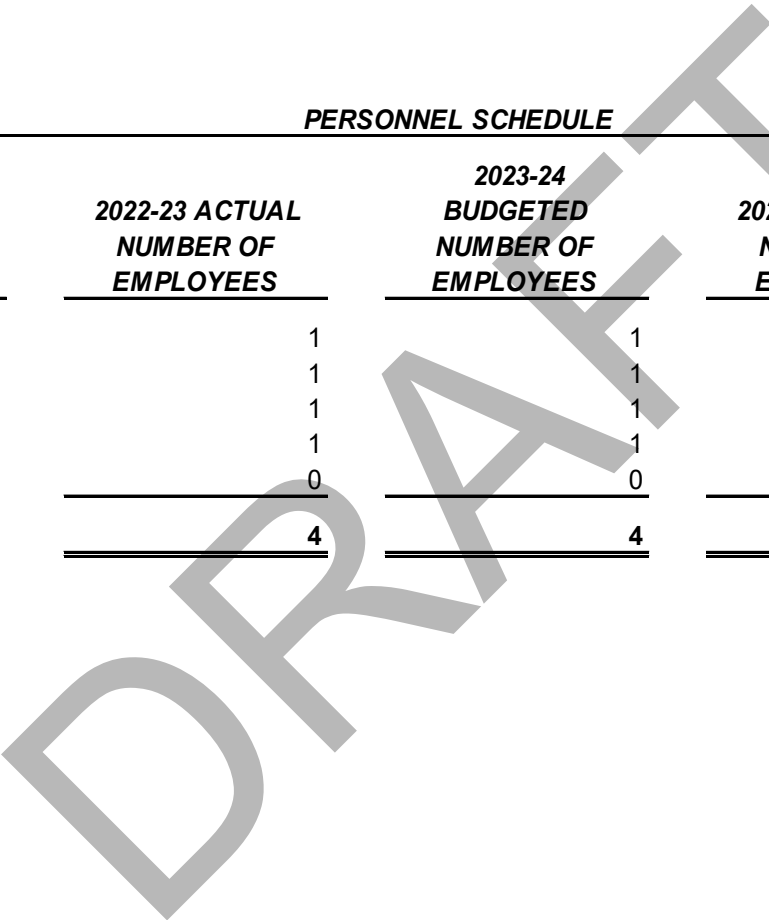 PERSONNEL SCHEDULE
2023-24
2022-23 ACTUAL BUDGETED
NUMBER OF NUMBER OF
EMPLOYEES EMPLOYEES
1 1
1 1
1 1
1 1
0 0
4 4
DRAFT